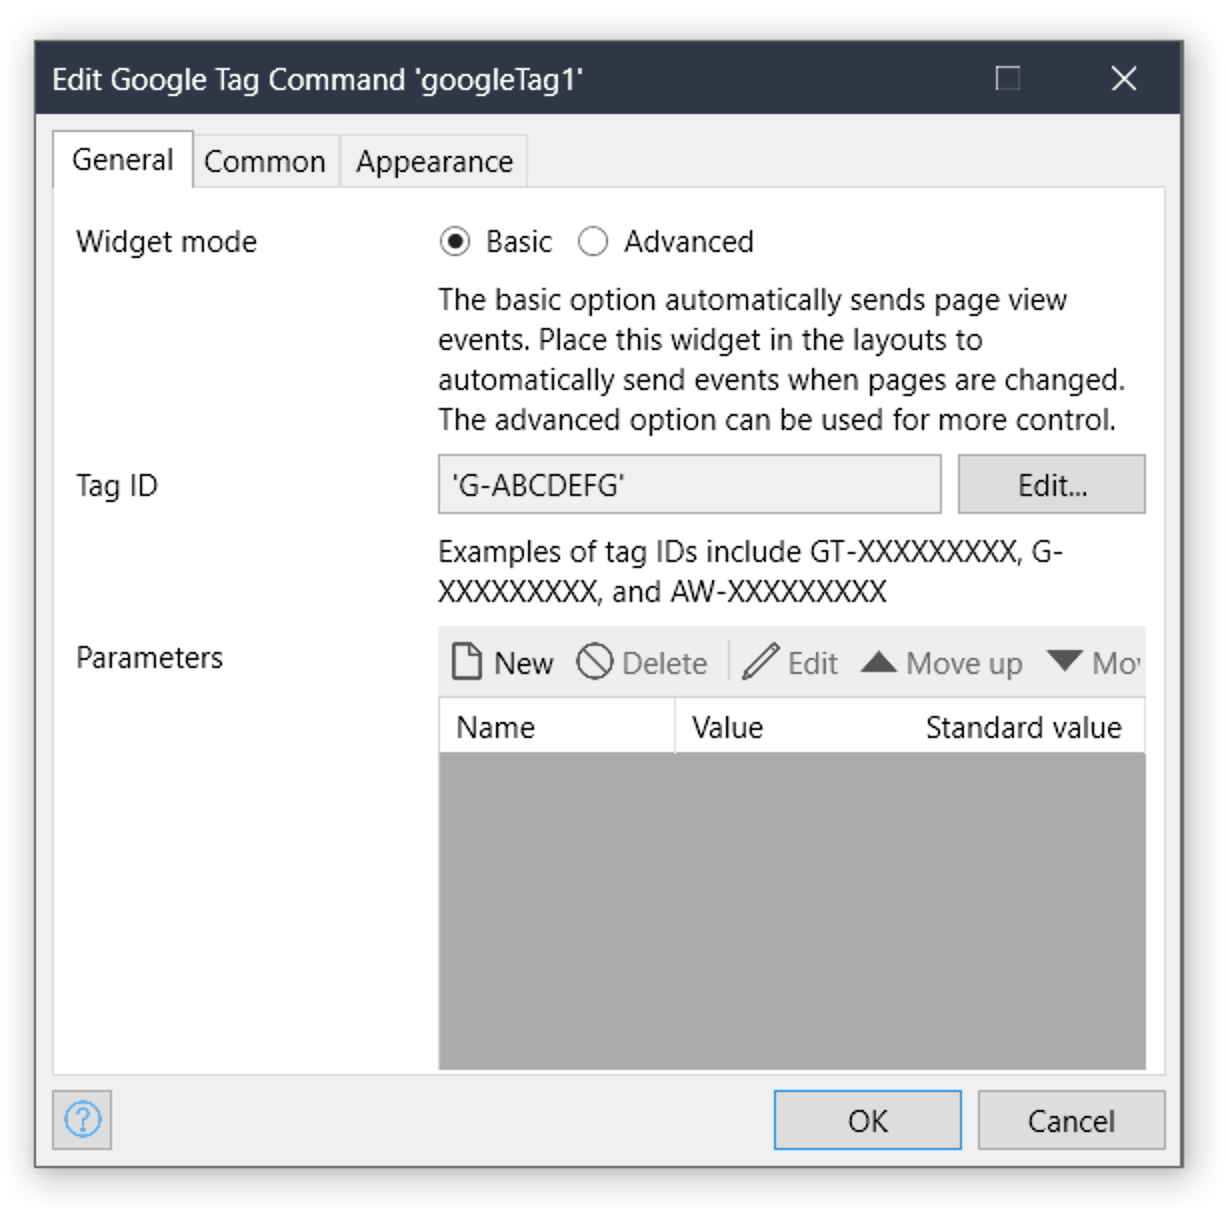 Edit Google Tag Command 'googleTag1'
General Common Appearance
Widget mode Basic Advanced
The basic option automatically sends page view
events. Place this widget in the layouts to
automatically send events when pages are changed.
The advanced option can be used for more control.
Tag ID 'G-ABCDEFG' Edit...
Examples of tag IDs include GT-XXXXXXXXX, G-
XXXXXXXXX, and AW-XXXXXXXXX
Parameters New Delete Edit Move up Mov
Name Value Standard value
? OK Cancel